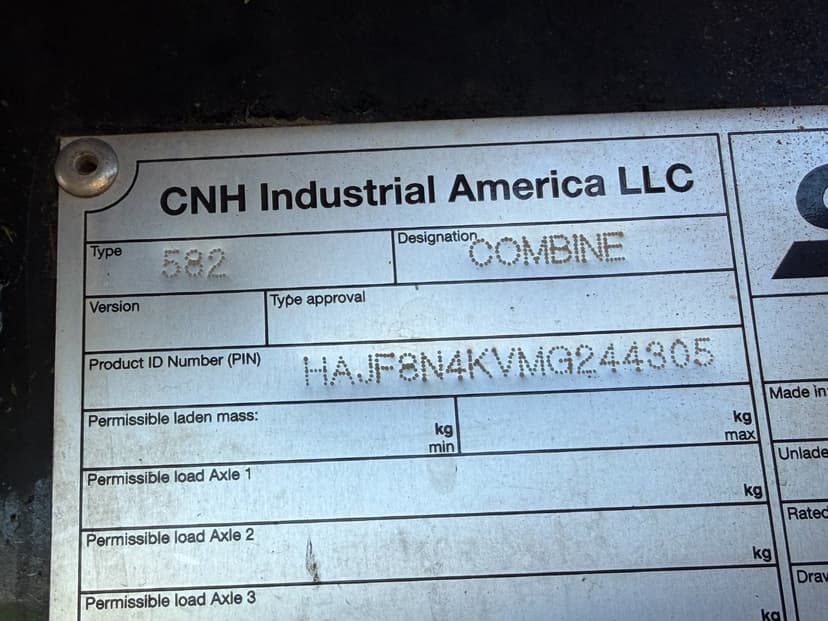 CNH Industrial America LLC
Type 582 Designation COMBINE
Version Type approval
Product ID Number (PIN) HAJF8N4KVMG244305
Permissible laden mass: kg min kg max
Made in
Permissible load Axle 1 kg
Unlade
Permissible load Axle 2 kg
Rated
Permissible load Axle 3 kg
Draw